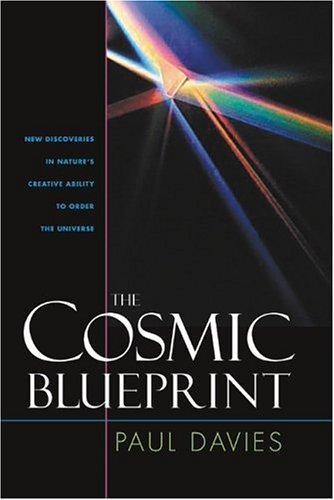 NEW DISCOVERIES
IN NATURE'S
CREATIVE ABILITY
TO ORDER
THE UNIVERSE
THE
COSMIC
BLUEPRINT
PAUL DAVIES